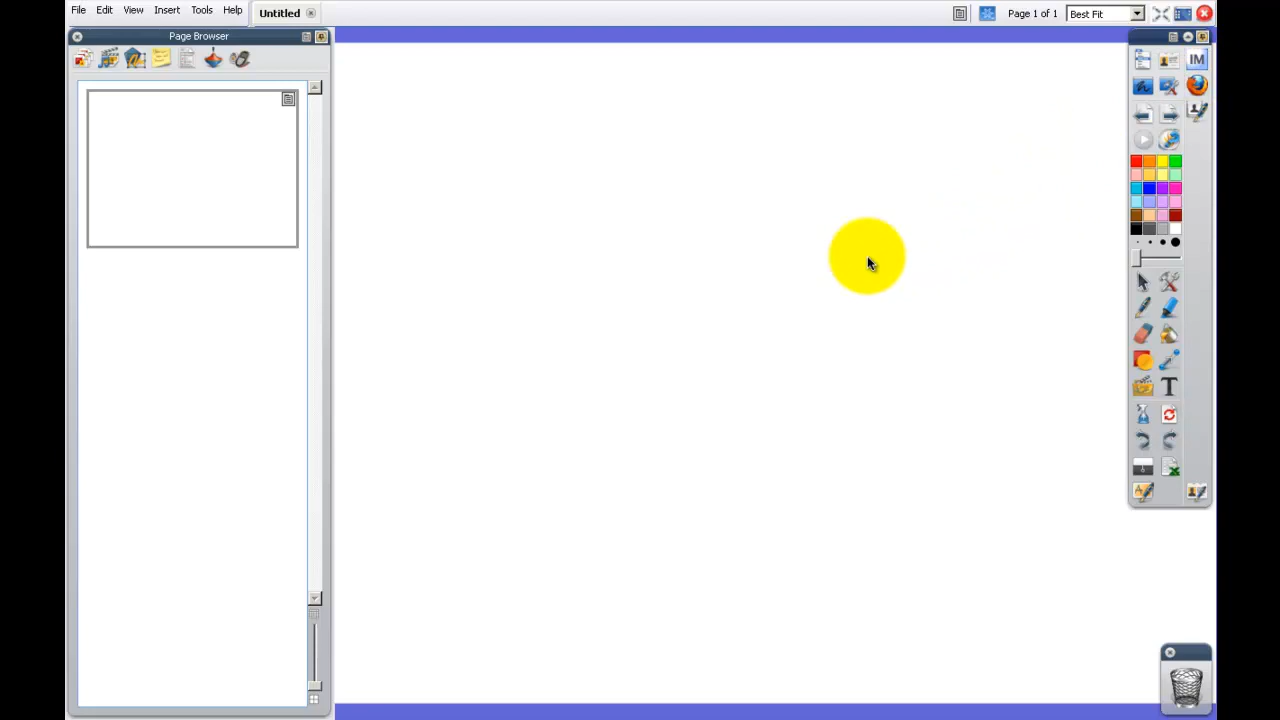 File Edit View Insert Tools Help Untitled Page 1 of 1 Best Fit
Page Browser
IM
T